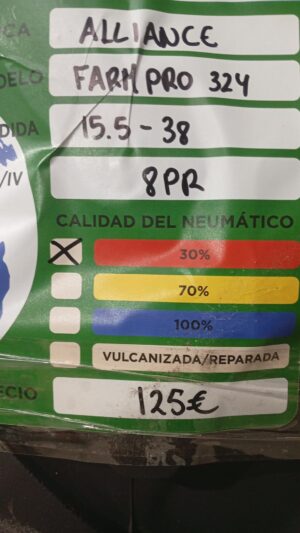 CA ALLIANCE
DELO FARM PRO 324
DIDA 15.5-38
/IV 8PR
CALIDAD DEL NEUMÁTICO
30%
70%
100%
VULCANIZADA/REPARADA
ECIO 125€